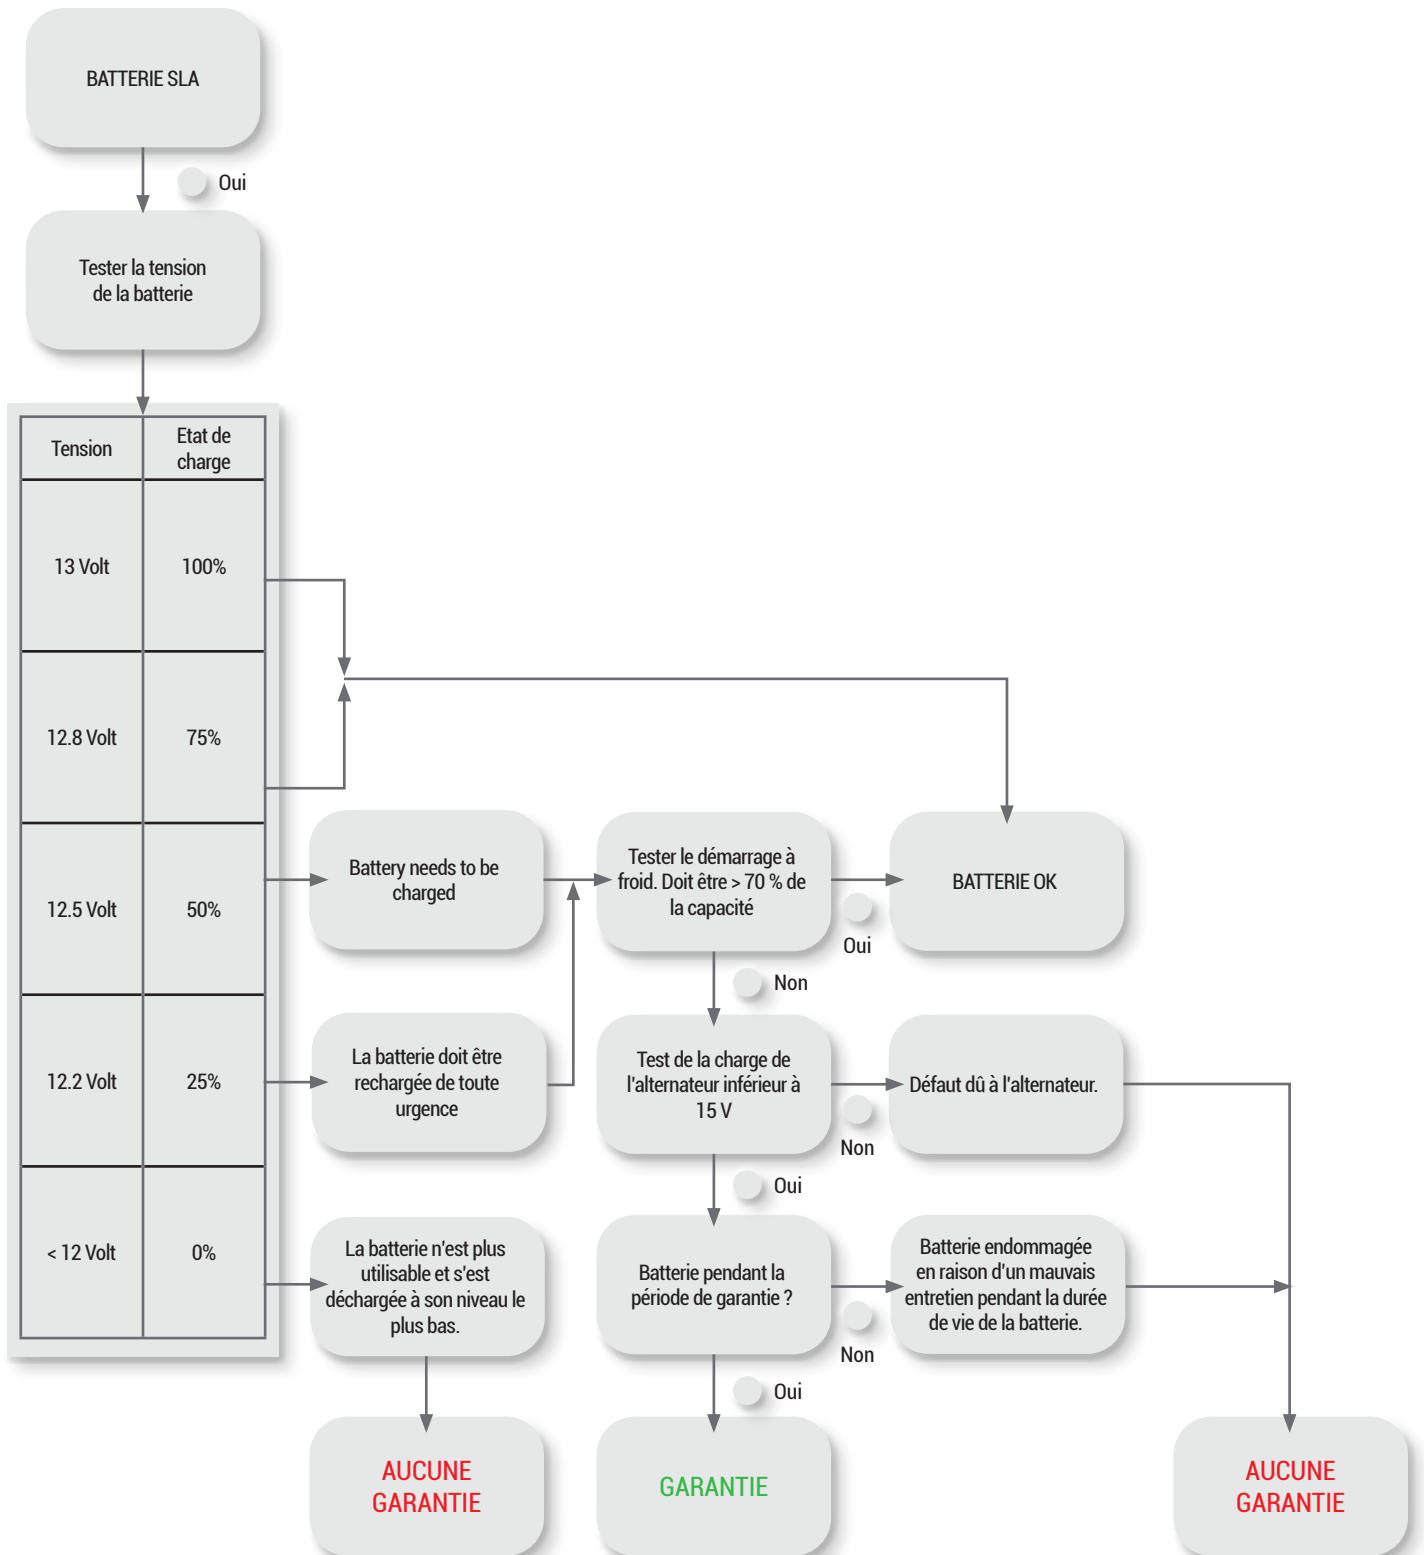 BATTERIE SLA
Oui
Tester la tension
de la batterie
Tension
Etat de
charge
13 Volt
100%
12.8 Volt
75%
12.5 Volt
50%
Battery needs to be
charged
Tester le démarrage à
froid. Doit être > 70 % de
la capacité
Oui
BATTERIE OK
Non
12.2 Volt
25%
La batterie doit être
rechargée de toute
urgence
Test de la charge de
l'alternateur inférieur à
15 V
Non
Défaut dû à l'alternateur.
Oui
< 12 Volt
0%
La batterie n'est plus
utilisable et s'est
déchargée à son niveau le
plus bas.
Batterie pendant la
période de garantie ?
Non
Batterie endommagée
en raison d'un mauvais
entretien pendant la durée
de vie de la batterie.
Oui
AUCUNE
GARANTIE
GARANTIE
AUCUNE
GARANTIE